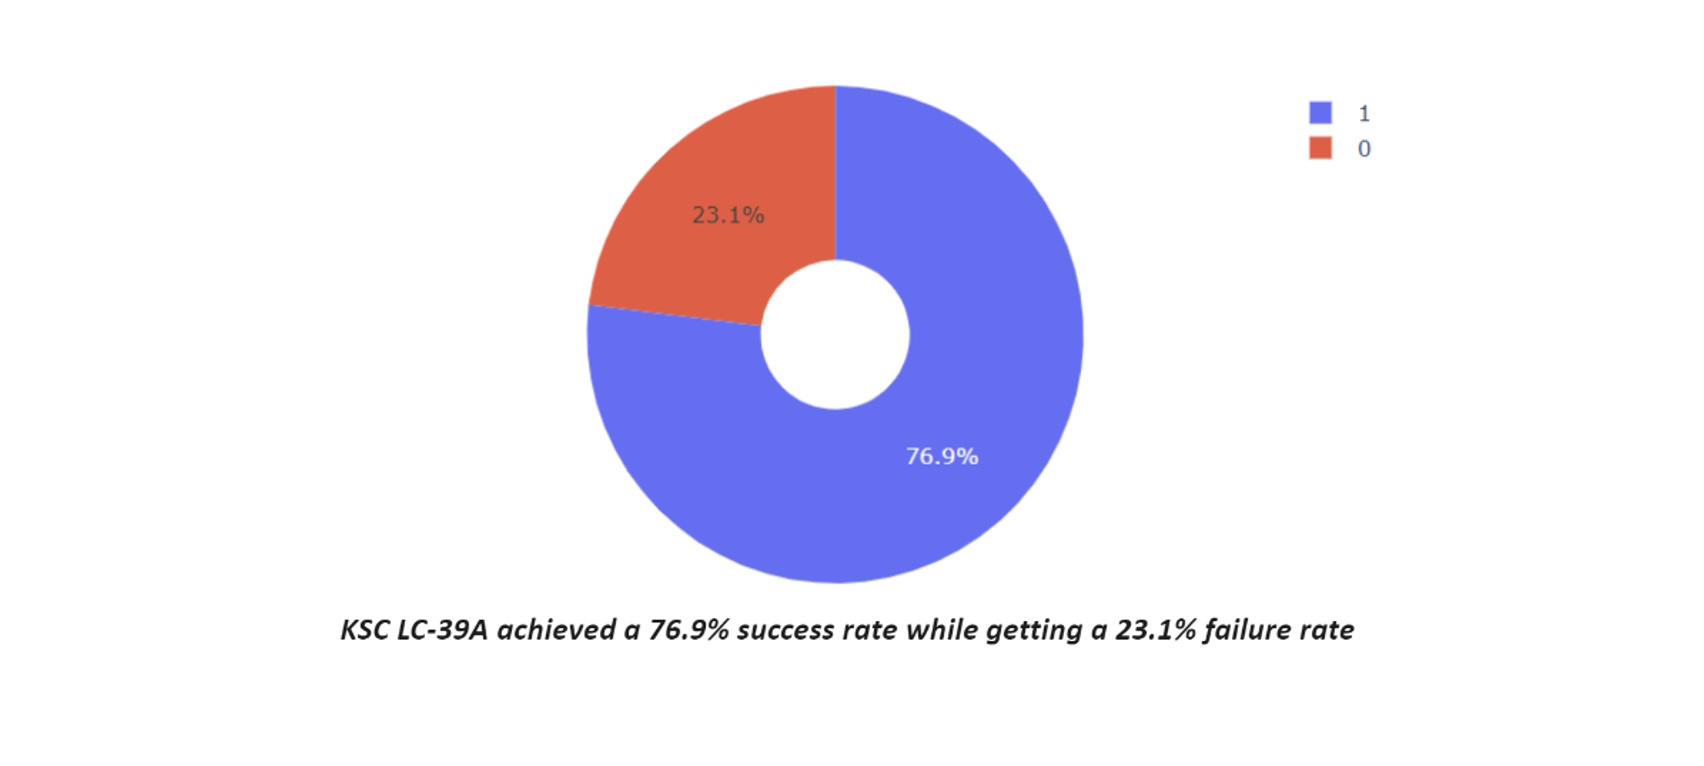 1
0
23.1%
76.9%
KSC LC-39A achieved a 76.9% success rate while getting a 23.1% failure rate